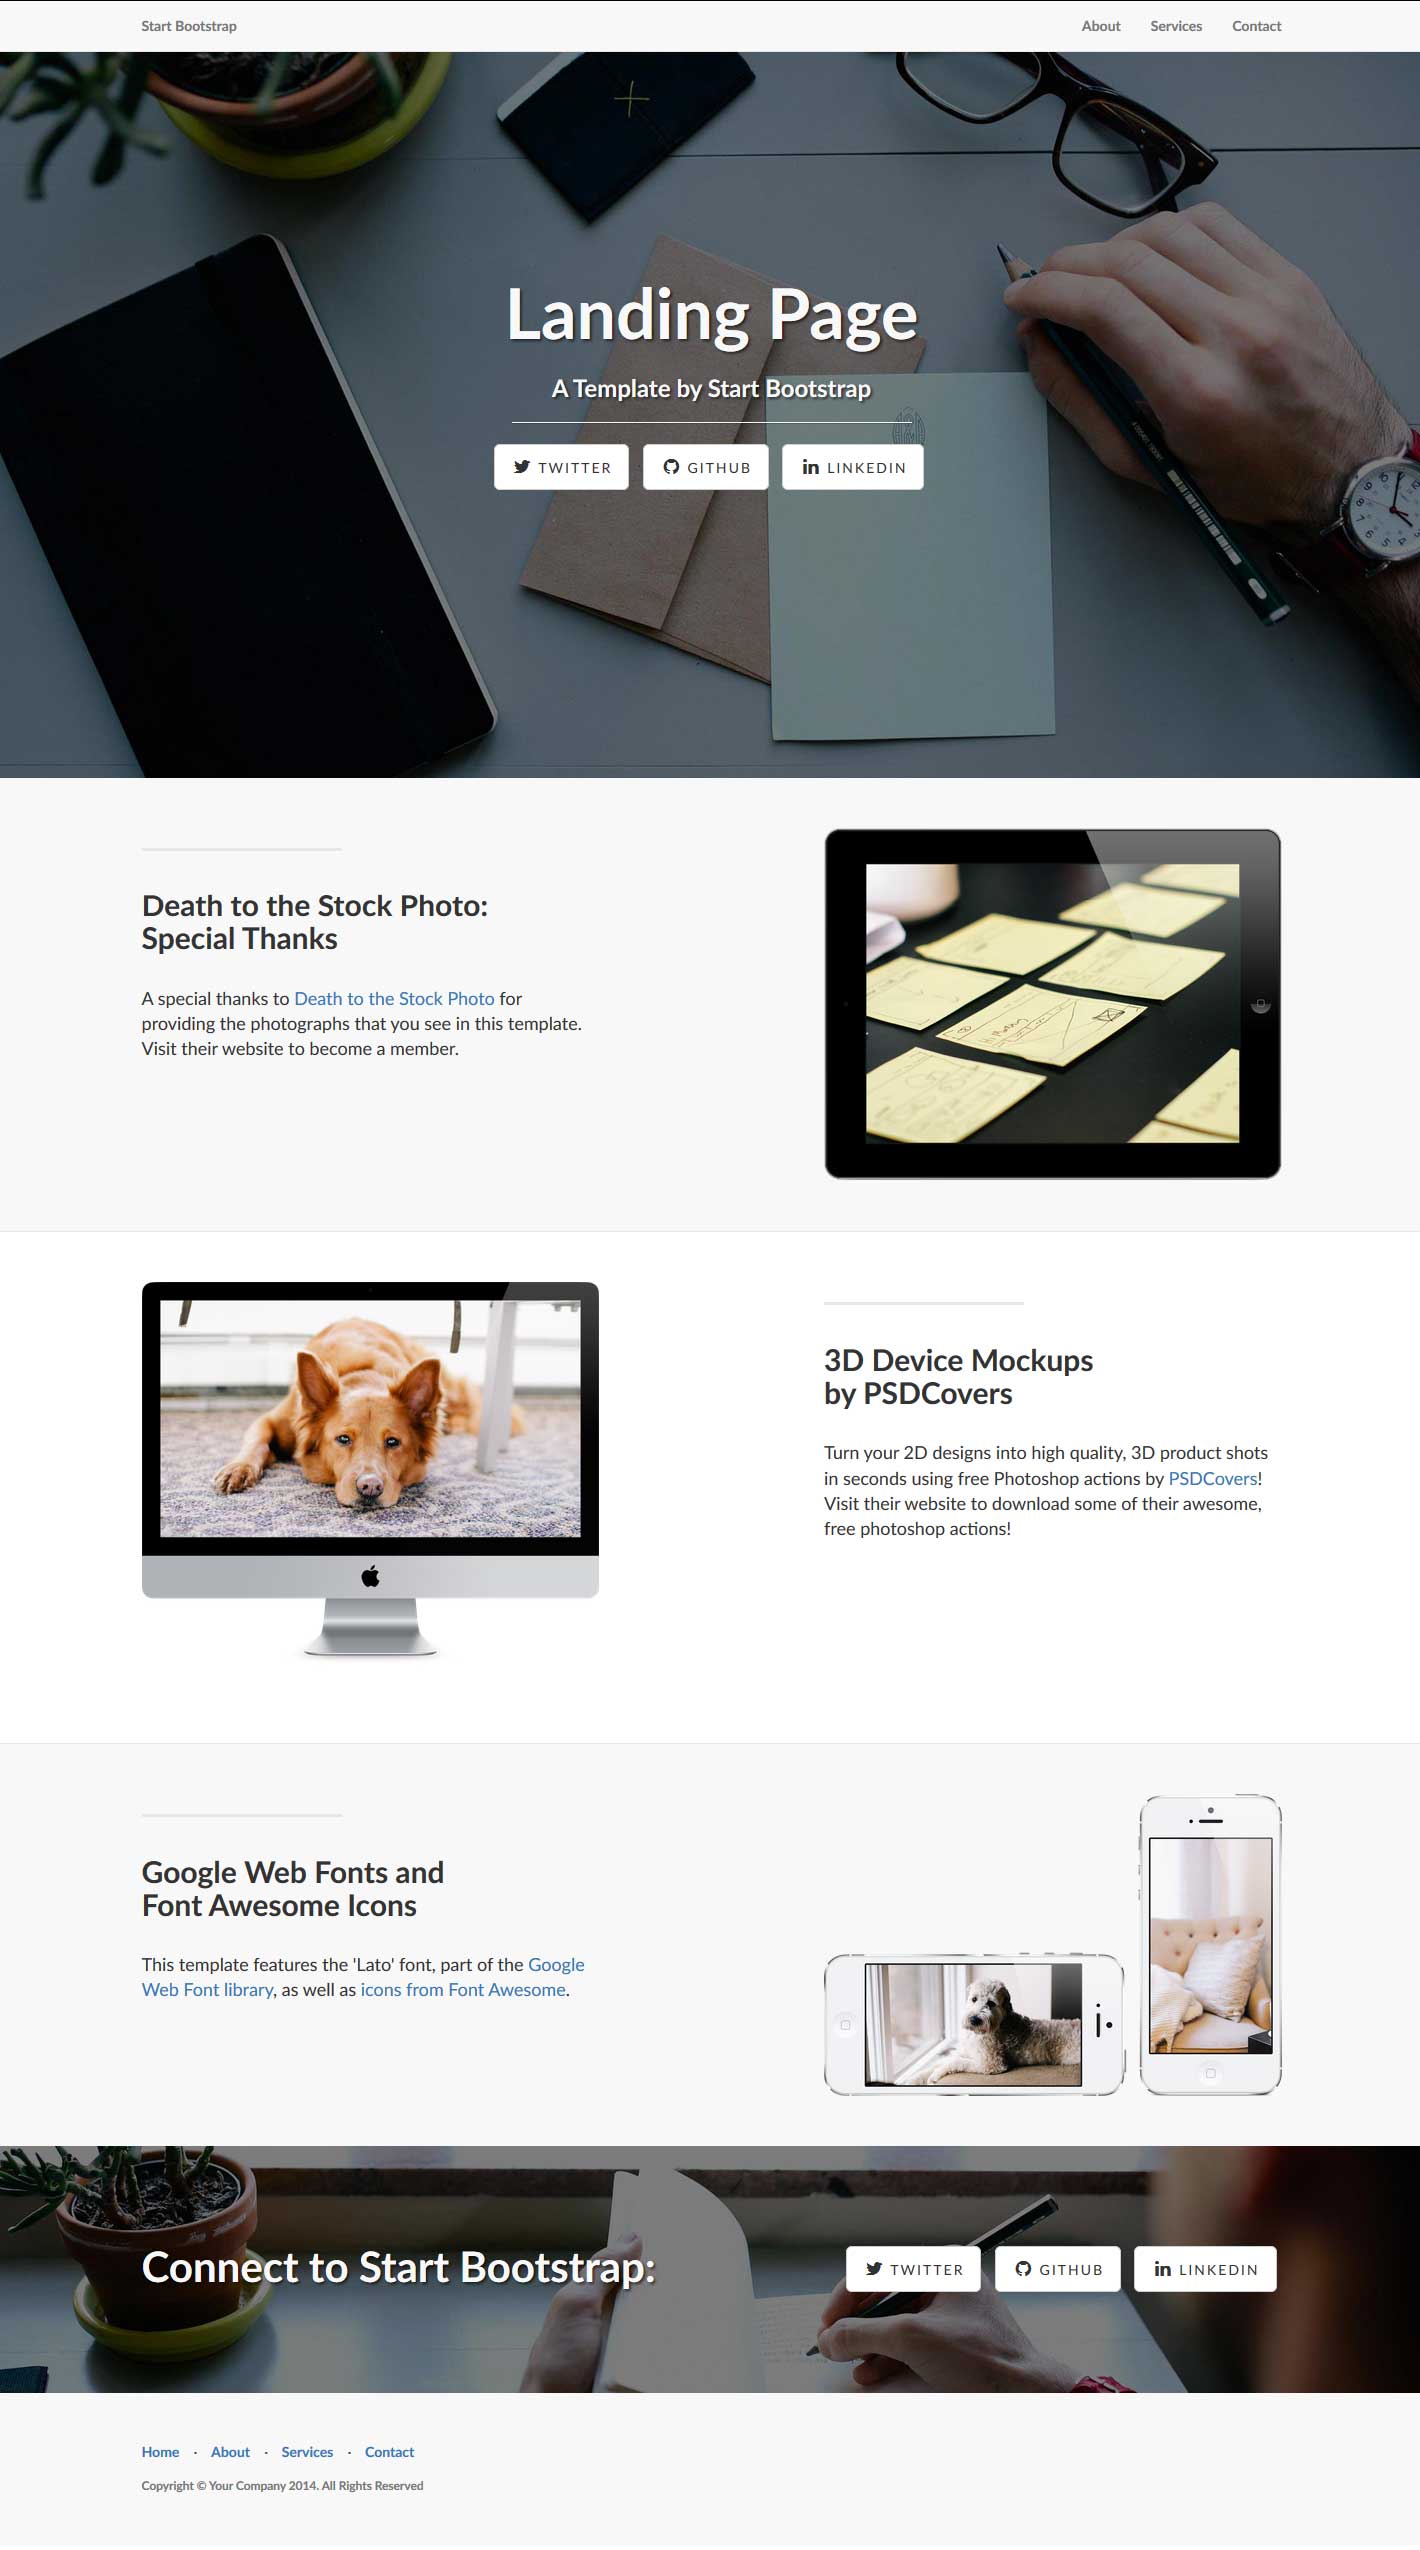 Start Bootstrap
About Services Contact
Landing Page
A Template by Start Bootstrap
TWITTER GITHUB LINKEDIN
Death to the Stock Photo:
Special Thanks
A special thanks to Death to the Stock Photo for
providing the photographs that you see in this template.
Visit their website to become a member.
3D Device Mockups
by PSDCovers
Turn your 2D designs into high quality, 3D product shots
in seconds using free Photoshop actions by PSDCovers!
Visit their website to download some of their awesome,
free photoshop actions!
Google Web Fonts and
Font Awesome Icons
This template features the 'Lato' font, part of the Google
Web Font library, as well as icons from Font Awesome.
Connect to Start Bootstrap:
TWITTER GITHUB LINKEDIN
Home · About · Services · Contact
Copyright © Your Company 2014. All Rights Reserved